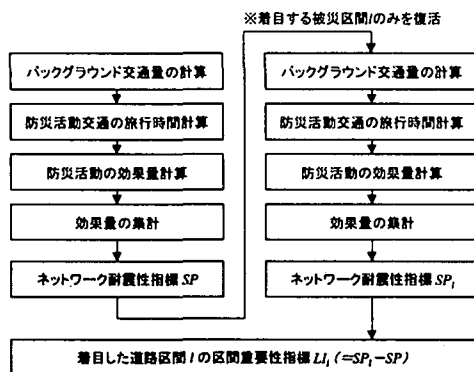 ※着目する被災区間lのみを復活
バックグラウンド交通量の計算
防災活動交通の旅行時間計算
防災活動の効果量計算
効果量の集計
ネットワーク耐震性指標 SP
バックグラウンド交通量の計算
防災活動交通の旅行時間計算
防災活動の効果量計算
効果量の集計
ネットワーク耐震性指標 SPl
着目した道路区間 l の区間重要性指標 LIl (=SPl−SP)